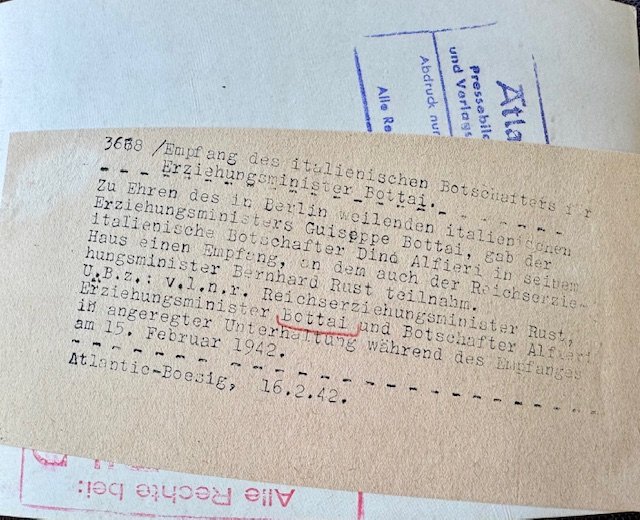 Atla
Pressebild
und Verlags
Abdruck nur
Alle Re
3688 /Empfang des italienischen Botschafters für
Erziehungsminister Bottai.
Zu Ehren des in Berlin weilenden italienischen
Erziehungsministers Guiseppe Bottai, gab der
italienische Botschafter Dino Alfieri in seinem
Haus einen Empfang, an dem auch der Reichserzie-
hungsminister Bernhard Rust teilnahm.
U.B.z.: v.l.n.r. Reichserziehungsminister Rust,
Erziehungsminister Bottai und Botschafter Alfieri
in angeregter Unterhaltung während des Empfanges
am 15. Februar 1942.
Atlantic-Boesig, 16.2.42.
Alle Rechte bei: